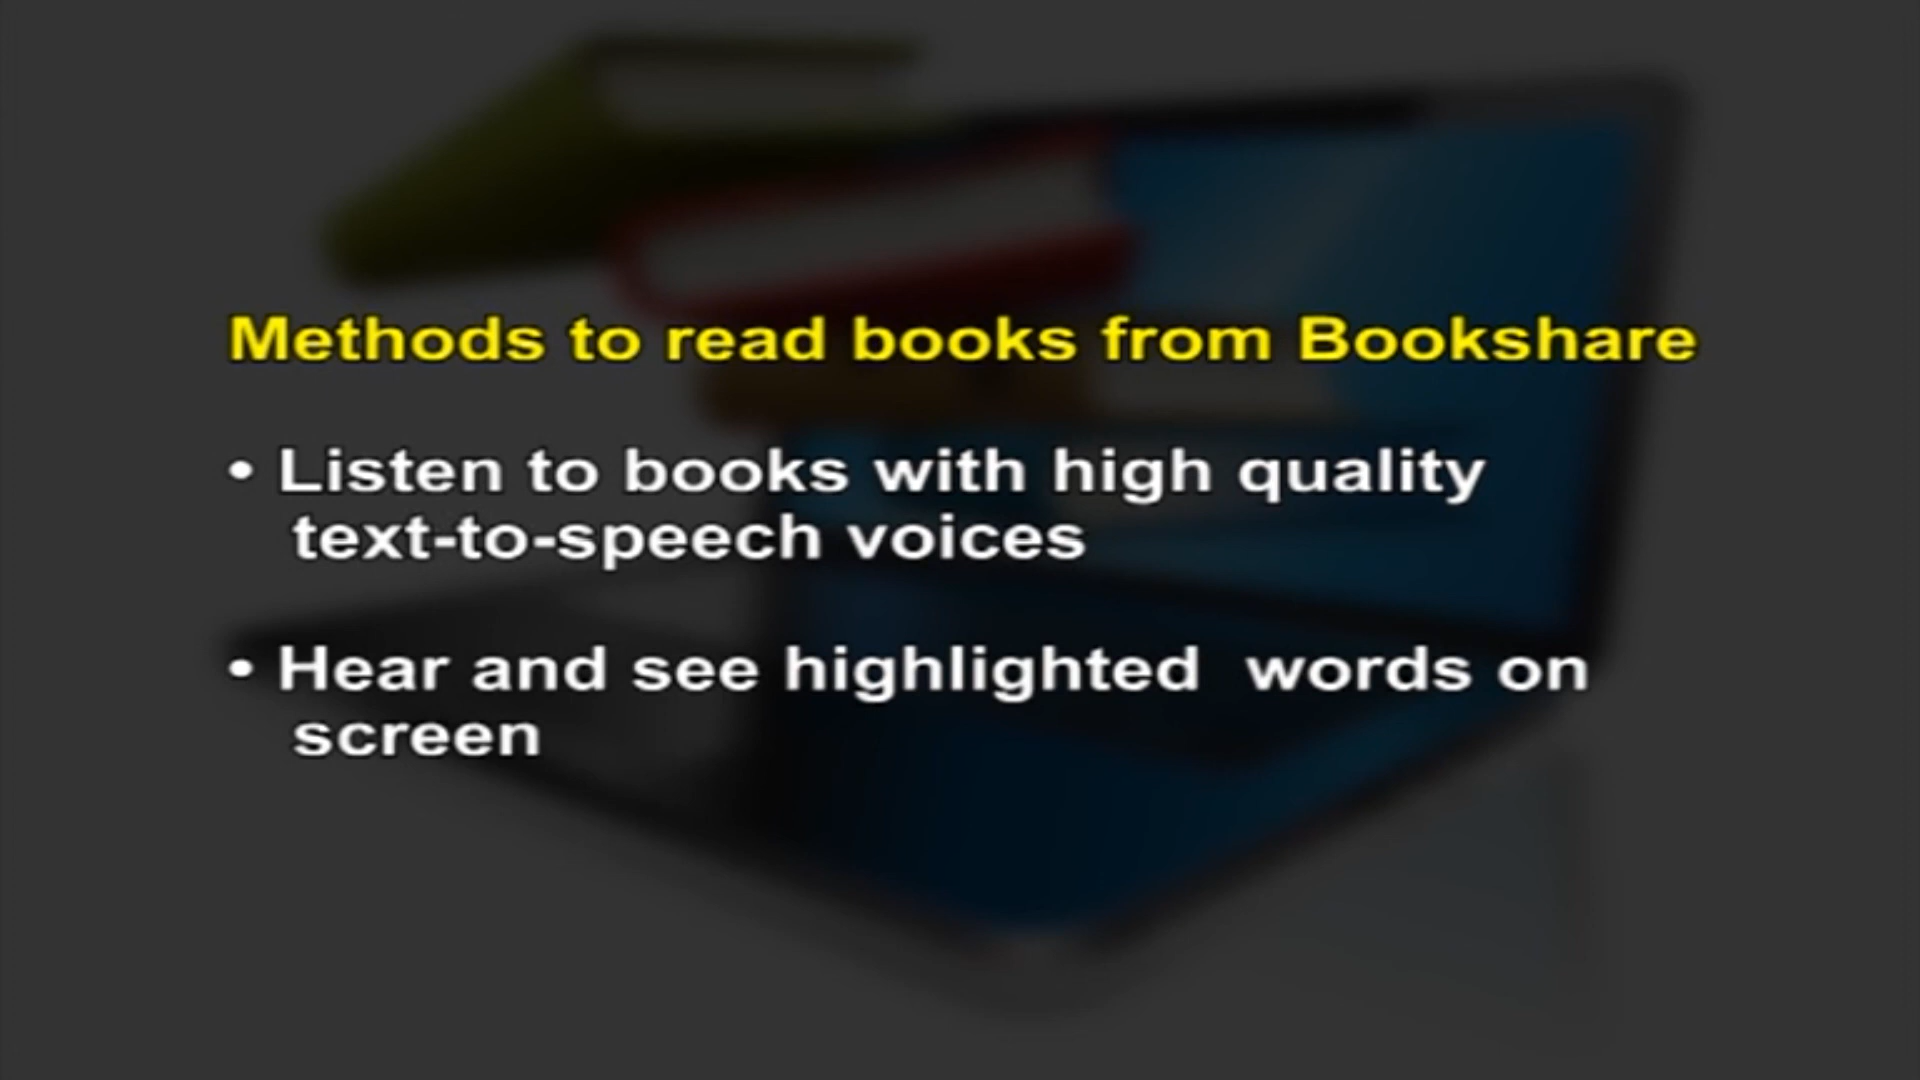 Methods to read books from Bookshare
• Listen to books with high quality
text-to-speech voices
• Hear and see highlighted words on
screen